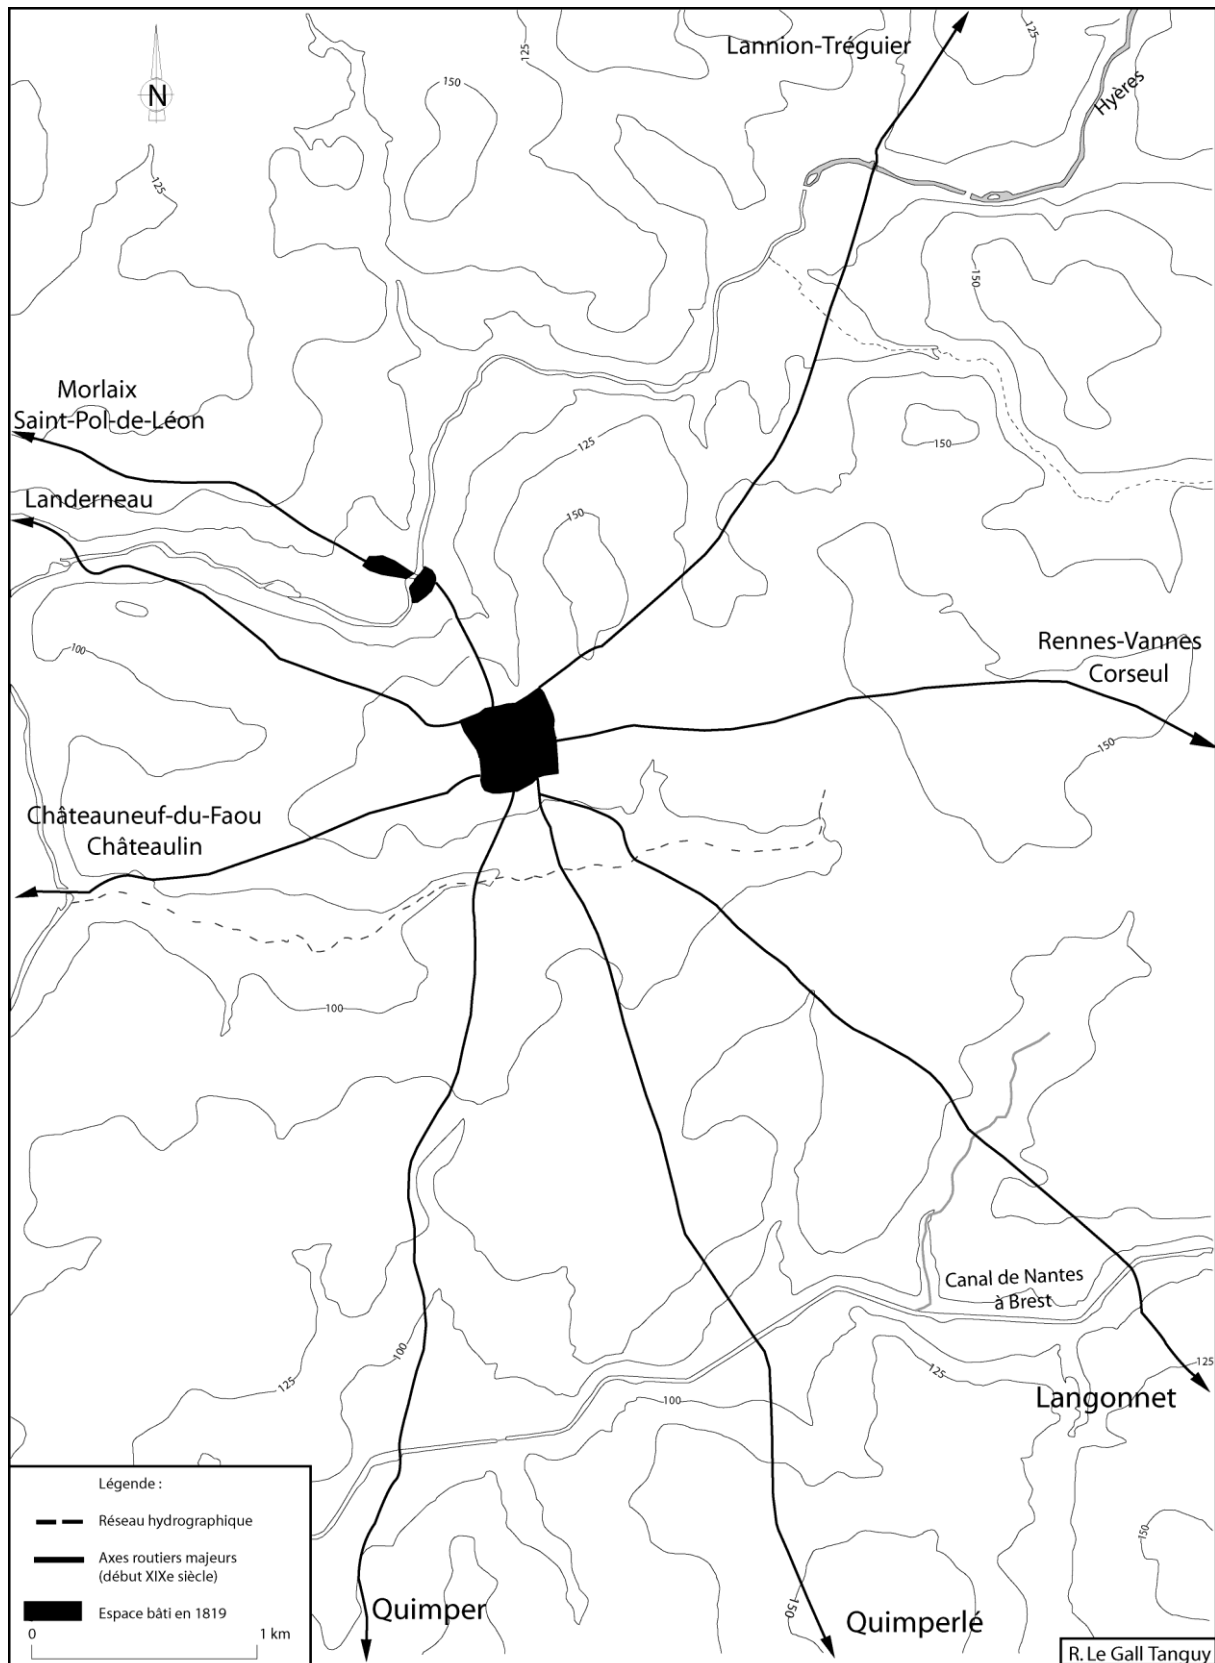 Lannion-Tréguier
125
125
Hyères
150
N
125
150
Morlaix
Saint-Pol-de-Léon
125
150
Landerneau
150
100
Rennes-Vannes
Corseul
150
Châteauneuf-du-Faou
Châteaulin
100
Canal de Nantes
à Brest
100
125
125
125
100
Langonnet
Légende :
Réseau hydrographique
Axes routiers majeurs
(début XIXe siècle)
Espace bâti en 1819
0 1 km
150
150
Quimper
Quimperlé
R. Le Gall Tanguy